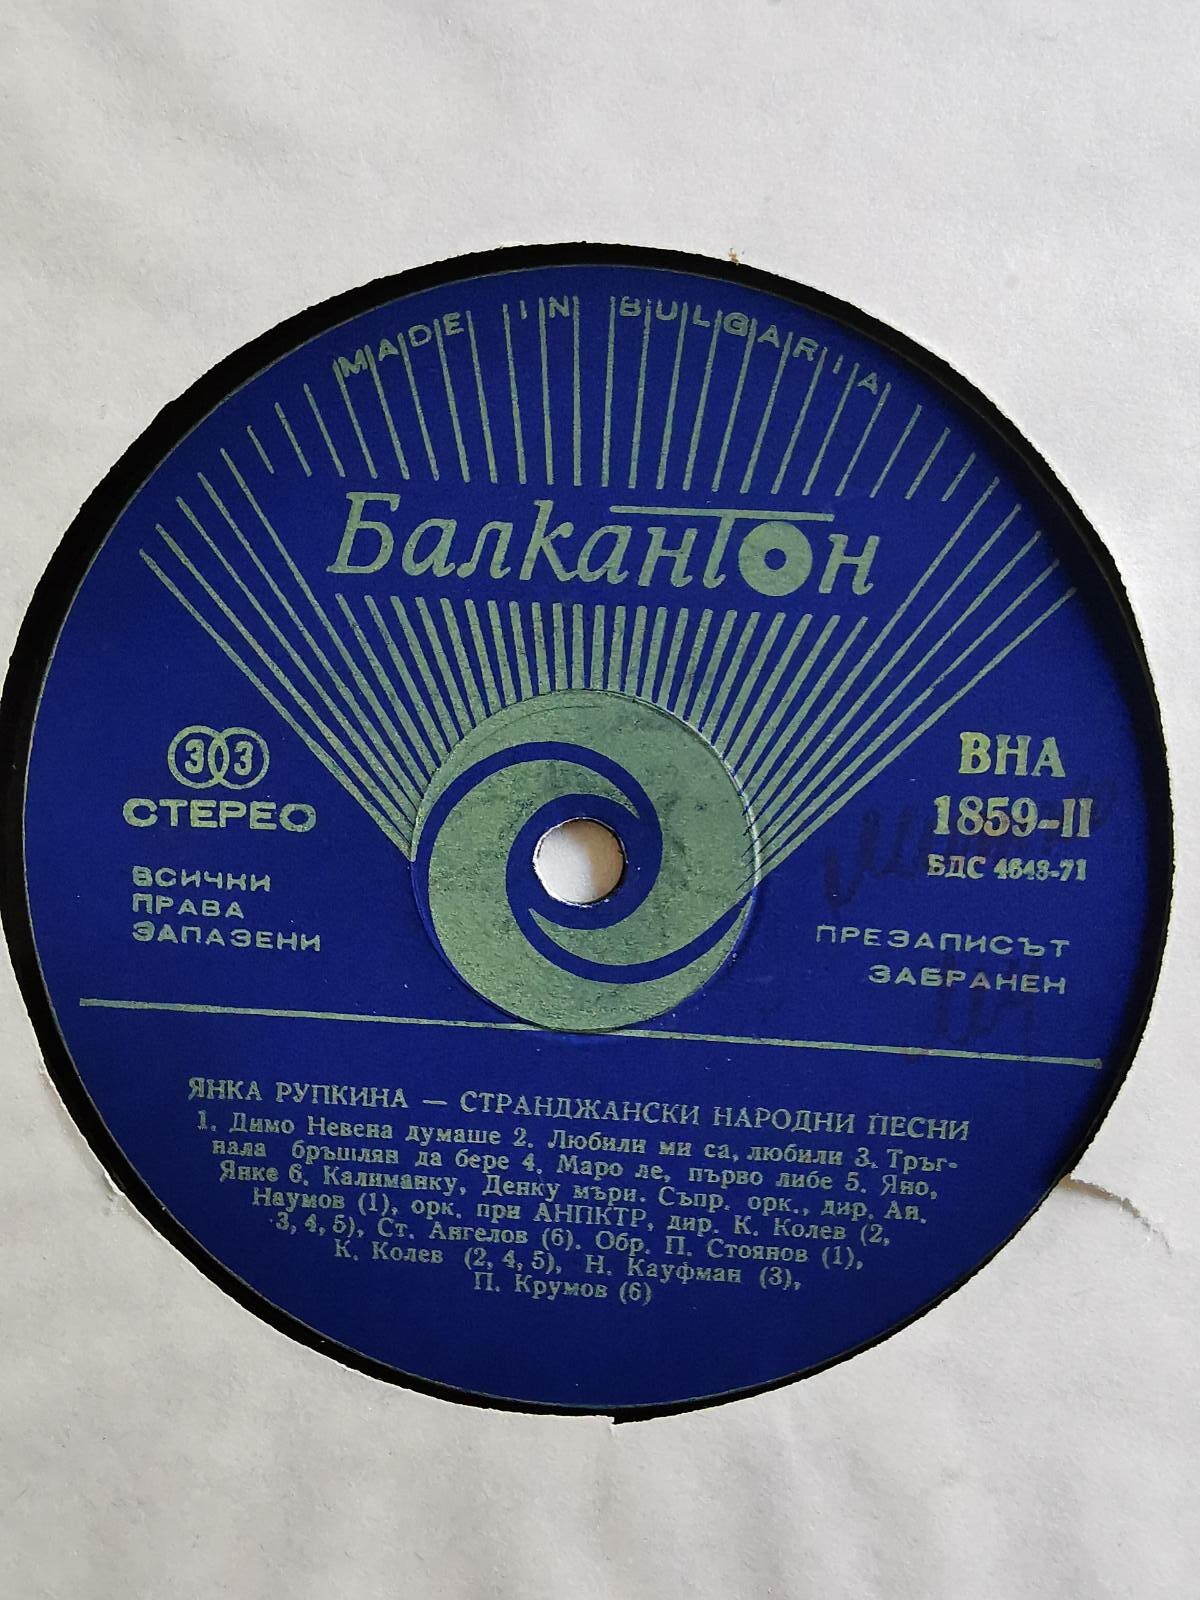 MADE IN BULGARIA
Балкантон
33
СТЕРЕО
ВСИЧКИ
ПРАВА
ЗАПАЗЕНИ
ВНА
1859-II
БДС 4643-71
ПРЕЗАПИСЪТ
ЗАБРАНЕН
ЯНКА РУПКИНА — СТРАНДЖАНСКИ НАРОДНИ ПЕСНИ
1. Димо Невена думаше 2. Любили ми са, любили 3. Тръг-
нала бръшлян да бере 4. Маро ле, първо либе 5. Яно,
Янке 6. Калиманку, Денку мъри. Съпр. орк., дир. Ан.
Наумов (1), орк. при АНПКТР, дир. К. Колев (2,
3, 4, 5), Ст. Ангелов (6). Обр. П. Стоянов (1),
К. Колев (2, 4, 5), Н. Кауфман (3),
П. Крумов (6)